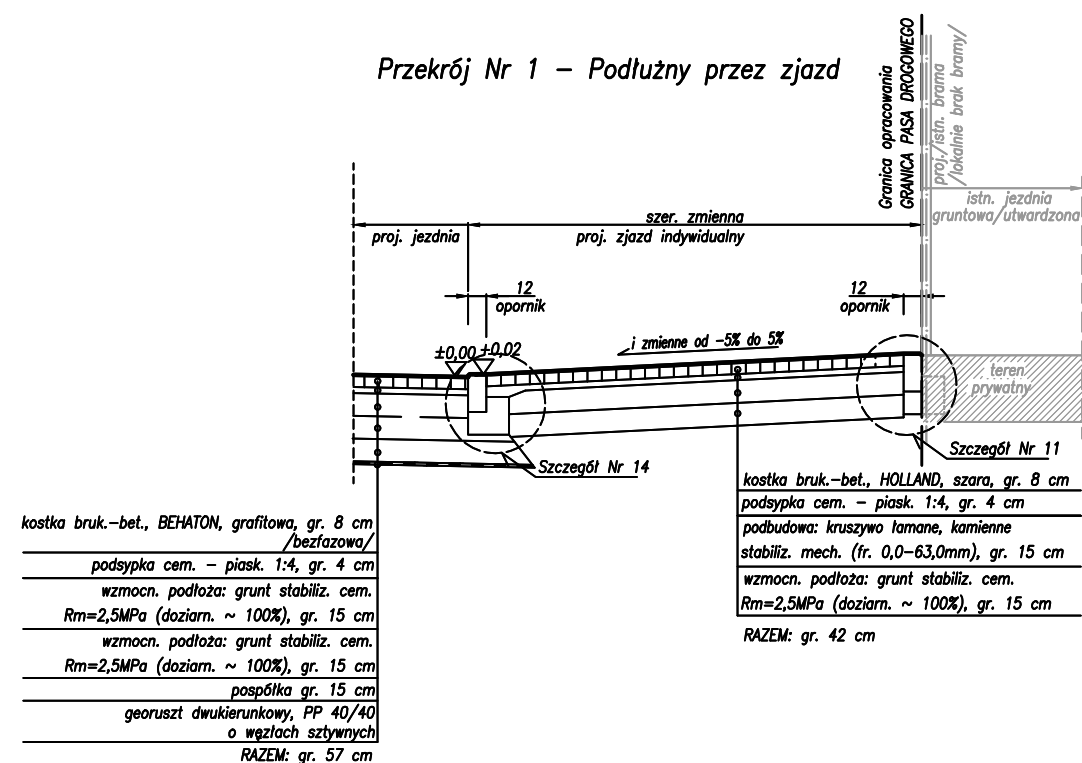 Przekrój Nr 1 – Podłużny przez zjazd
Granica opracowania
GRANICA PASA DROGOWEGO
proj./istn. brama
/lokalnie brak bramy/
istn. jezdnia
gruntowa/utwardzona
szer. zmienna
proj. jezdnia
proj. zjazd indywidualny
12
opornik
12
opornik
±0,00
+0,02
i zmienne od -5% do 5%
teren
prywatny
Szczegół Nr 14
Szczegół Nr 11
kostka bruk.-bet., BEHATON, grafitowa, gr. 8 cm
/bezfazowa/
podsypka cem. – piask. 1:4, gr. 4 cm
wzmocn. podłoża: grunt stabiliz. cem.
Rm=2,5MPa (doziarn. ~ 100%), gr. 15 cm
wzmocn. podłoża: grunt stabiliz. cem.
Rm=2,5MPa (doziarn. ~ 100%), gr. 15 cm
pospółka gr. 15 cm
georuszt dwukierunkowy, PP 40/40
o węzłach sztywnych
RAZEM: gr. 57 cm
kostka bruk.-bet., HOLLAND, szara, gr. 8 cm
podsypka cem. – piask. 1:4, gr. 4 cm
podbudowa: kruszywo łamane, kamienne
stabiliz. mech. (fr. 0,0-63,0mm), gr. 15 cm
wzmocn. podłoża: grunt stabiliz. cem.
Rm=2,5MPa (doziarn. ~ 100%), gr. 15 cm
RAZEM: gr. 42 cm